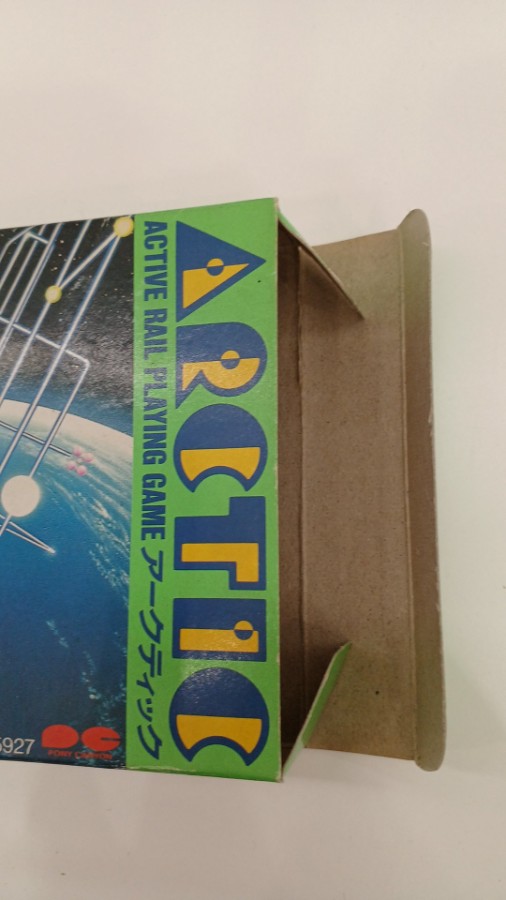 ARCTIC
ACTIVE RAIL PLAYING GAME アークティック
5927
PONY CANYON